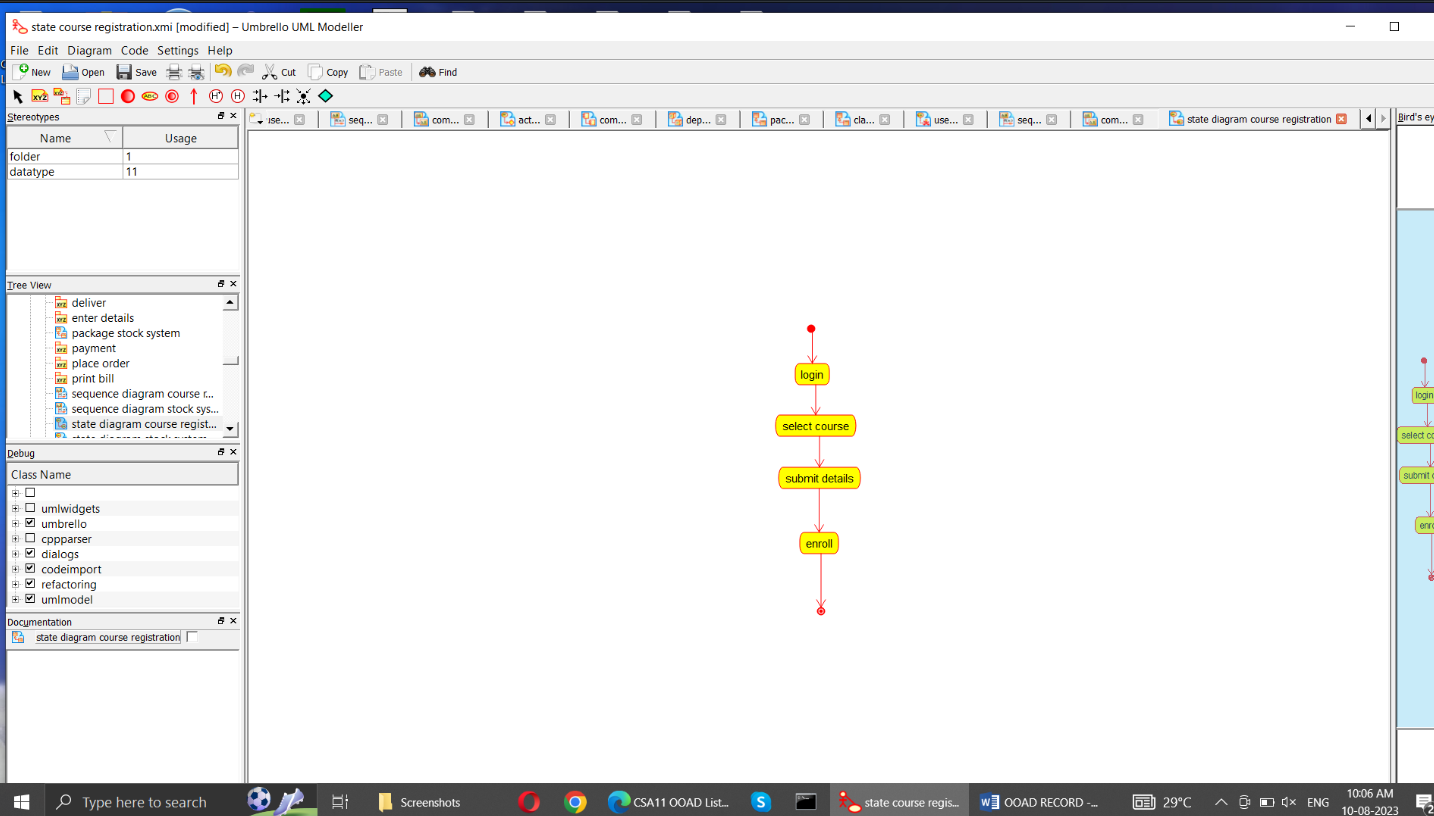 state course registration.xmi [modified] – Umbrello UML Modeller
File Edit Diagram Code Settings Help
New Open Save Cut Copy Paste Find
Stereotypes
Name Usage
folder 1
datatype 11
use... seq... com... act... com... dep... pac... cla... use... seq... com... state diagram course registration
Bird's ey
Tree View
deliver
enter details
package stock system
payment
place order
print bill
sequence diagram course r...
sequence diagram stock sys...
state diagram course regist...
state diagram stock system
Debug
Class Name
umlwidgets
umbrello
cppparser
dialogs
codeimport
refactoring
umlmodel
Documentation
state diagram course registration
login
select course
submit details
enroll
login
select co
submit d
enro
Type here to search
Screenshots
CSA11 OOAD List...
state course regis...
OOAD RECORD -...
29°C
ENG
10:06 AM
10-08-2023
2